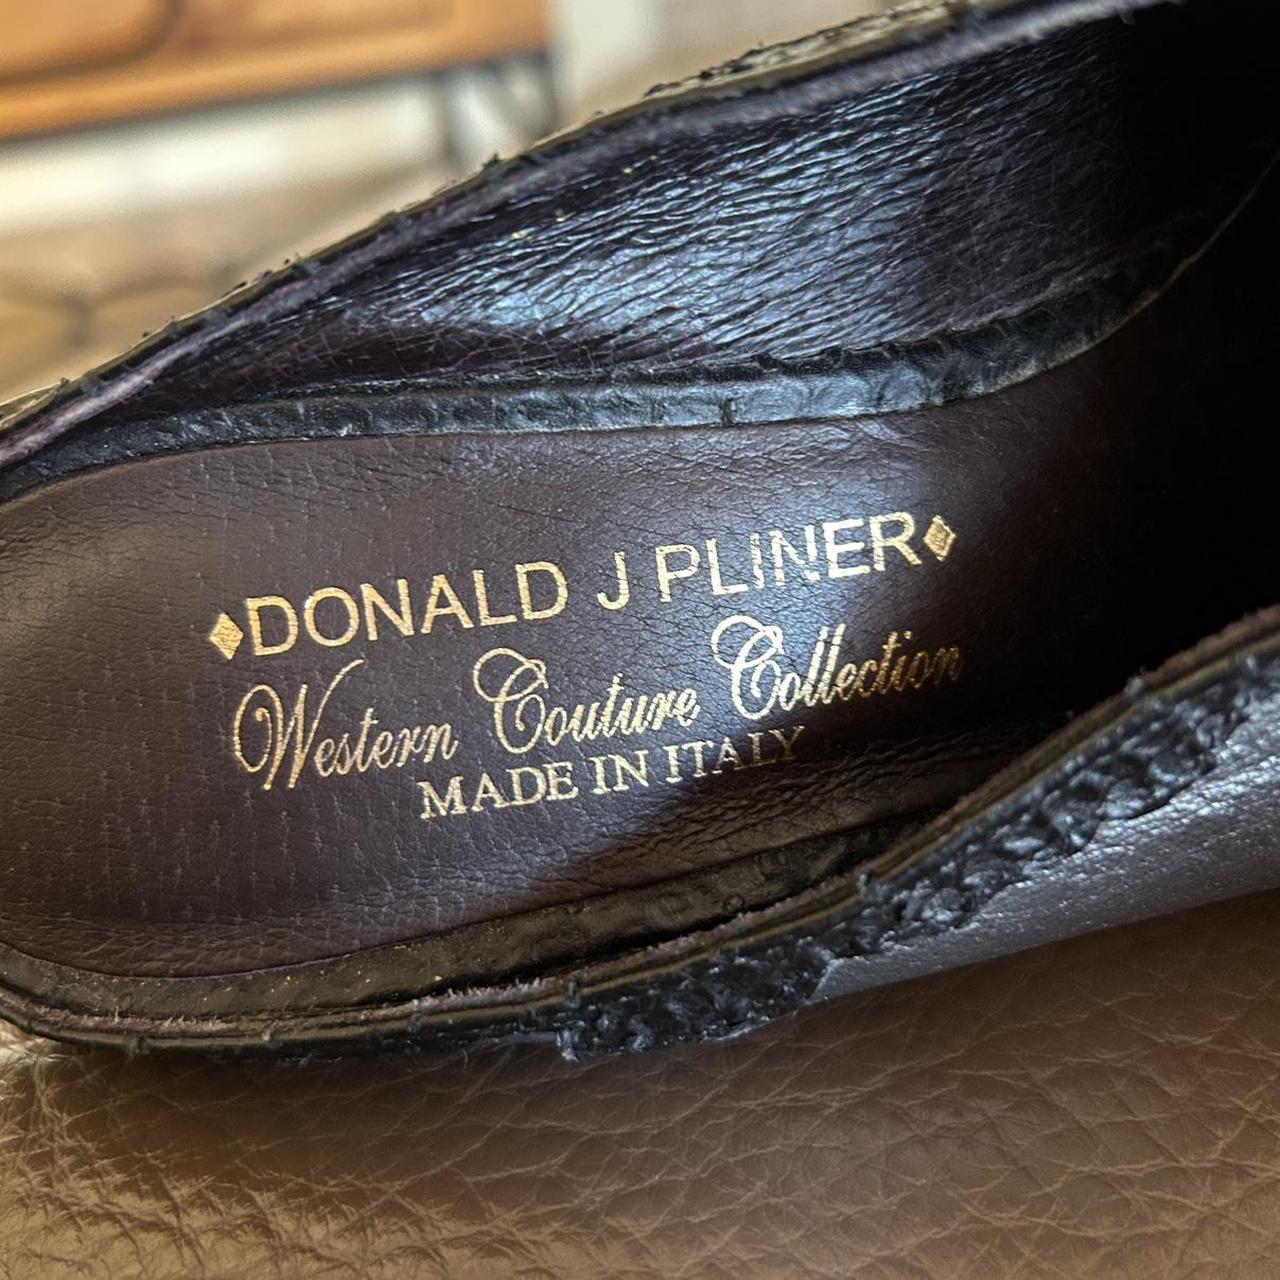 DONALD J PLINER
Western Couture Collection
MADE IN ITALY